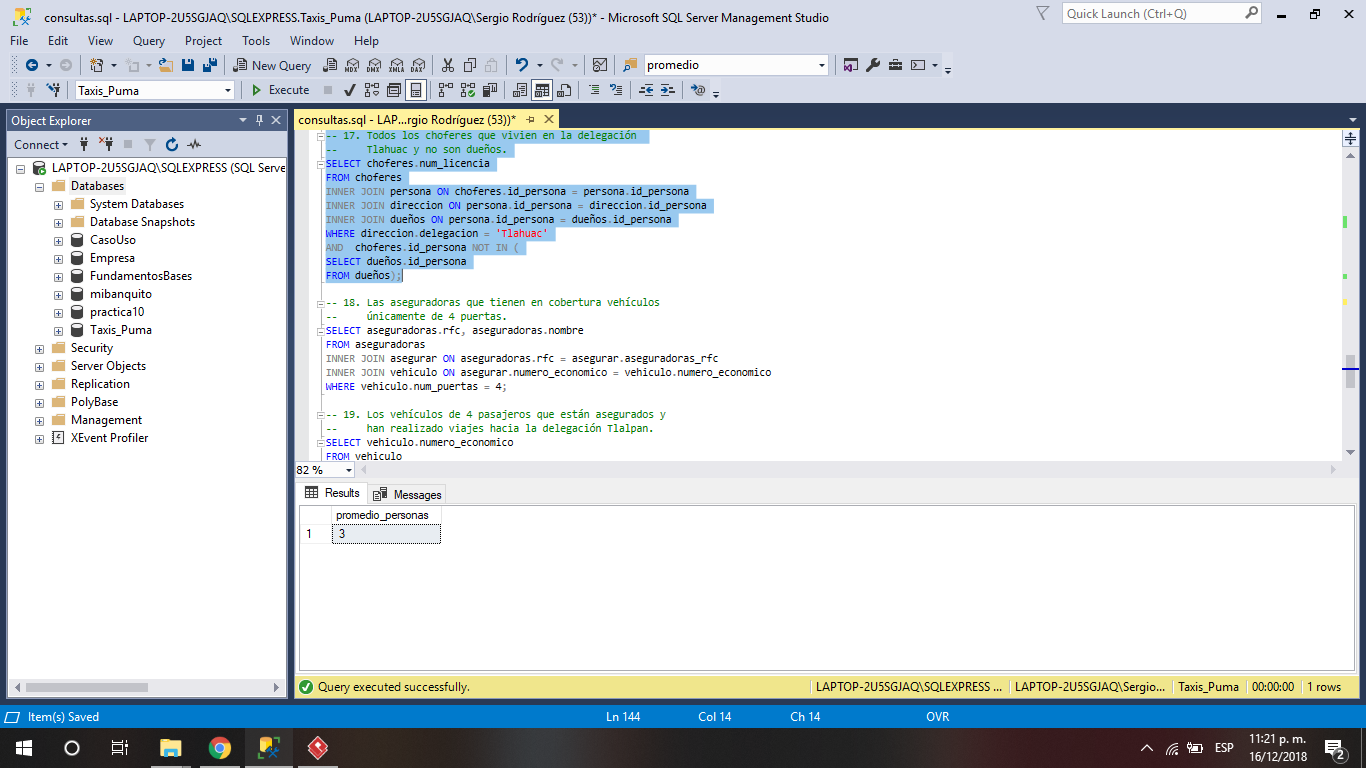 consultas.sql - LAPTOP-2U5SGJAQ\SQLEXPRESS.Taxis_Puma (LAPTOP-2U5SGJAQ\Sergio Rodríguez (53))* - Microsoft SQL Server Management Studio
Quick Launch (Ctrl+Q)
File Edit View Query Project Tools Window Help
New Query
MDX DMX XMLA DAX
promedio
Taxis_Puma
Execute
Object Explorer
consultas.sql - LAP...rgio Rodríguez (53))*
Connect
LAPTOP-2U5SGJAQ\SQLEXPRESS (SQL Serve
Databases
System Databases
Database Snapshots
CasoUso
Empresa
FundamentosBases
mibanquito
practica10
Taxis_Puma
Security
Server Objects
Replication
PolyBase
Management
XEvent Profiler
-- 17. Todos los choferes que vivien en la delegación
-- Tlahuac y no son dueños.
SELECT choferes.num_licencia
FROM choferes
INNER JOIN persona ON choferes.id_persona = persona.id_persona
INNER JOIN direccion ON persona.id_persona = direccion.id_persona
INNER JOIN dueños ON persona.id_persona = dueños.id_persona
WHERE direccion.delegacion = 'Tlahuac'
AND choferes.id_persona NOT IN (
SELECT dueños.id_persona
FROM dueños);
-- 18. Las aseguradoras que tienen en cobertura vehículos
-- únicamente de 4 puertas.
SELECT aseguradoras.rfc, aseguradoras.nombre
FROM aseguradoras
INNER JOIN asegurar ON aseguradoras.rfc = asegurar.aseguradoras_rfc
INNER JOIN vehiculo ON asegurar.numero_economico = vehiculo.numero_economico
WHERE vehiculo.num_puertas = 4;
-- 19. Los vehículos de 4 pasajeros que están asegurados y
-- han realizado viajes hacia la delegación Tlalpan.
SELECT vehiculo.numero_economico
FROM vehiculo
82 %
Results Messages
promedio_personas
1 3
Query executed successfully.
LAPTOP-2U5SGJAQ\SQLEXPRESS ... LAPTOP-2U5SGJAQ\Sergio... Taxis_Puma 00:00:00 1 rows
Item(s) Saved
Ln 144 Col 14 Ch 14 OVR
ESP
11:21 p. m.
16/12/2018
2